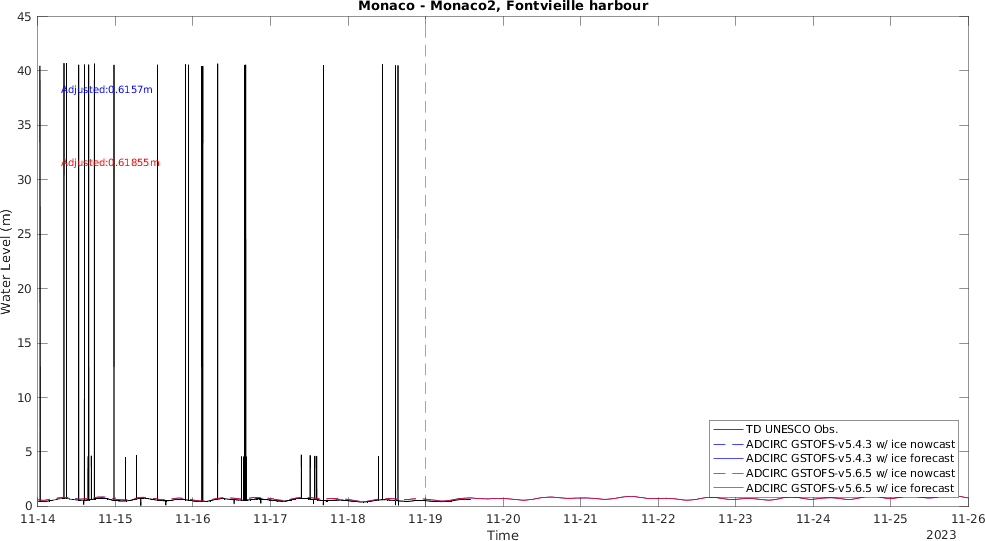 Monaco - Monaco2, Fontvieille harbour
45
40
35
30
25
20
15
10
5
0
Water Level (m)
Adjusted:0.6157m
Adjusted:0.61855m
TD UNESCO Obs.
ADCIRC GSTOFS-v5.4.3 w/ ice nowcast
ADCIRC GSTOFS-v5.4.3 w/ ice forecast
ADCIRC GSTOFS-v5.6.5 w/ ice nowcast
ADCIRC GSTOFS-v5.6.5 w/ ice forecast
11-14 11-15 11-16 11-17 11-18 11-19 11-20 11-21 11-22 11-23 11-24 11-25 11-26
Time
2023